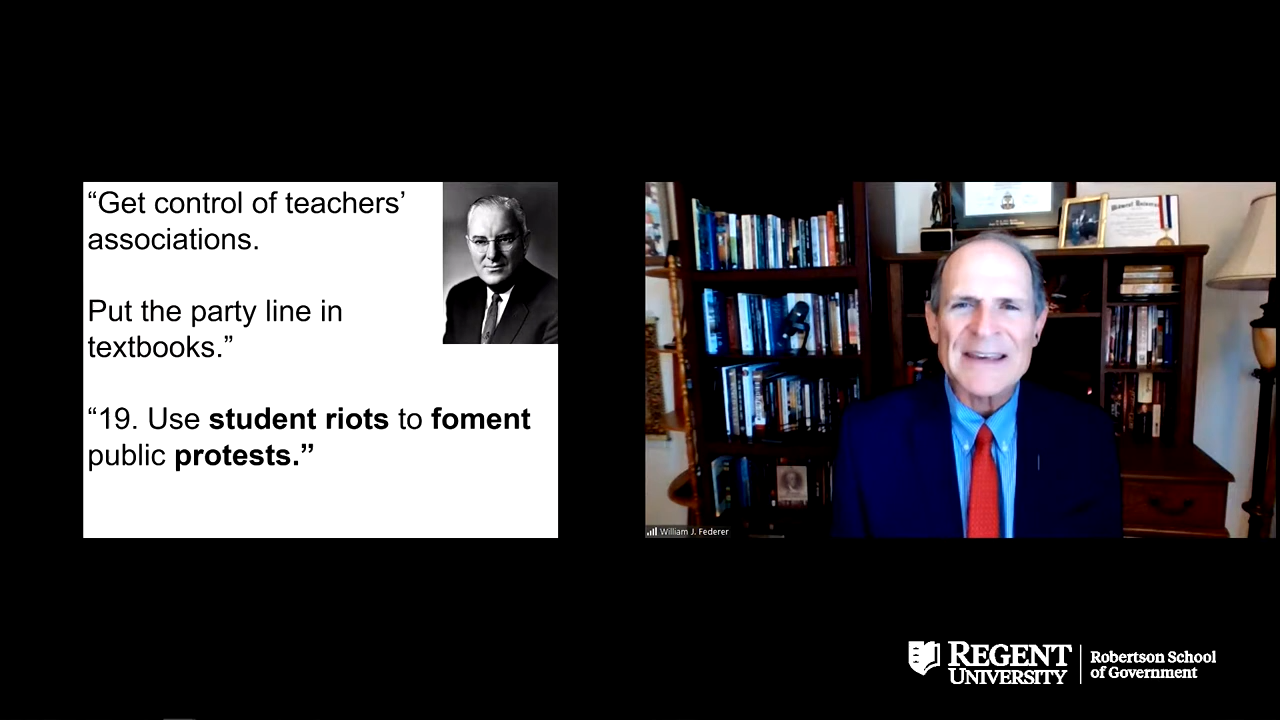 “Get control of teachers’
associations.
Put the party line in
textbooks.”
“19. Use student riots to foment
public protests.”
William J. Federer
REGENT
UNIVERSITY
Robertson School
of Government